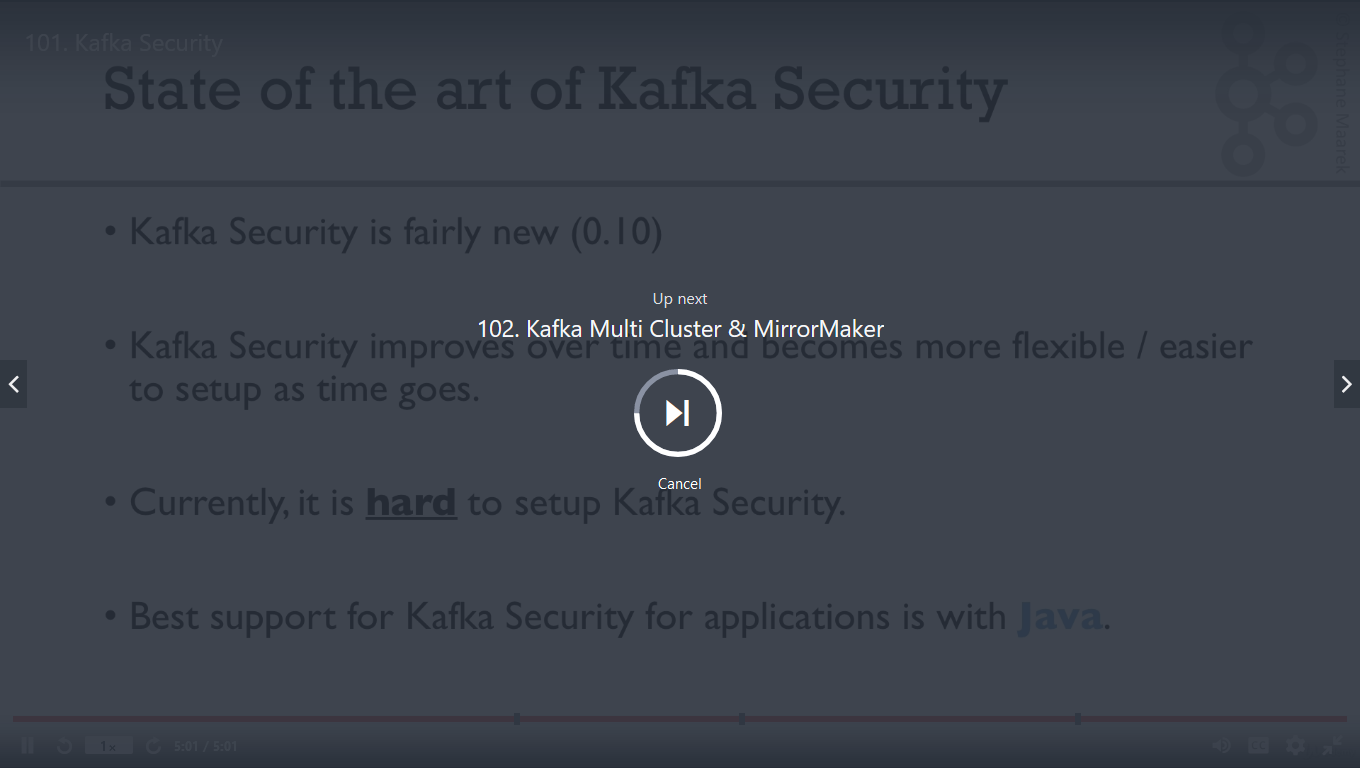 101. Kafka Security
State of the art of Kafka Security
Stephane Maarek
• Kafka Security is fairly new (0.10)
Up next
102. Kafka Multi Cluster & MirrorMaker
• Kafka Security improves over time and becomes more flexible / easier
to setup as time goes.
Cancel
• Currently, it is hard to setup Kafka Security.
• Best support for Kafka Security for applications is with Java.
1x
5:01 / 5:01
CC